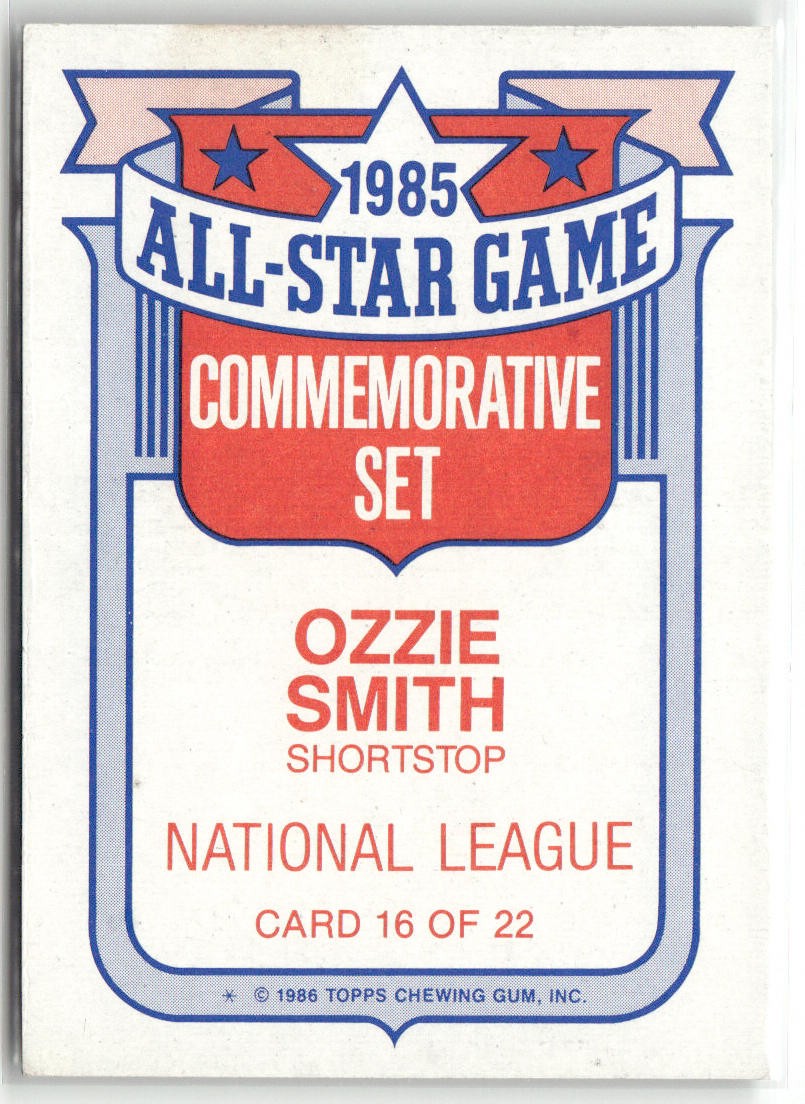 1985
ALL-STAR GAME
COMMEMORATIVE
SET
OZZIE
SMITH
SHORTSTOP
NATIONAL LEAGUE
CARD 16 OF 22
* © 1986 TOPPS CHEWING GUM, INC.